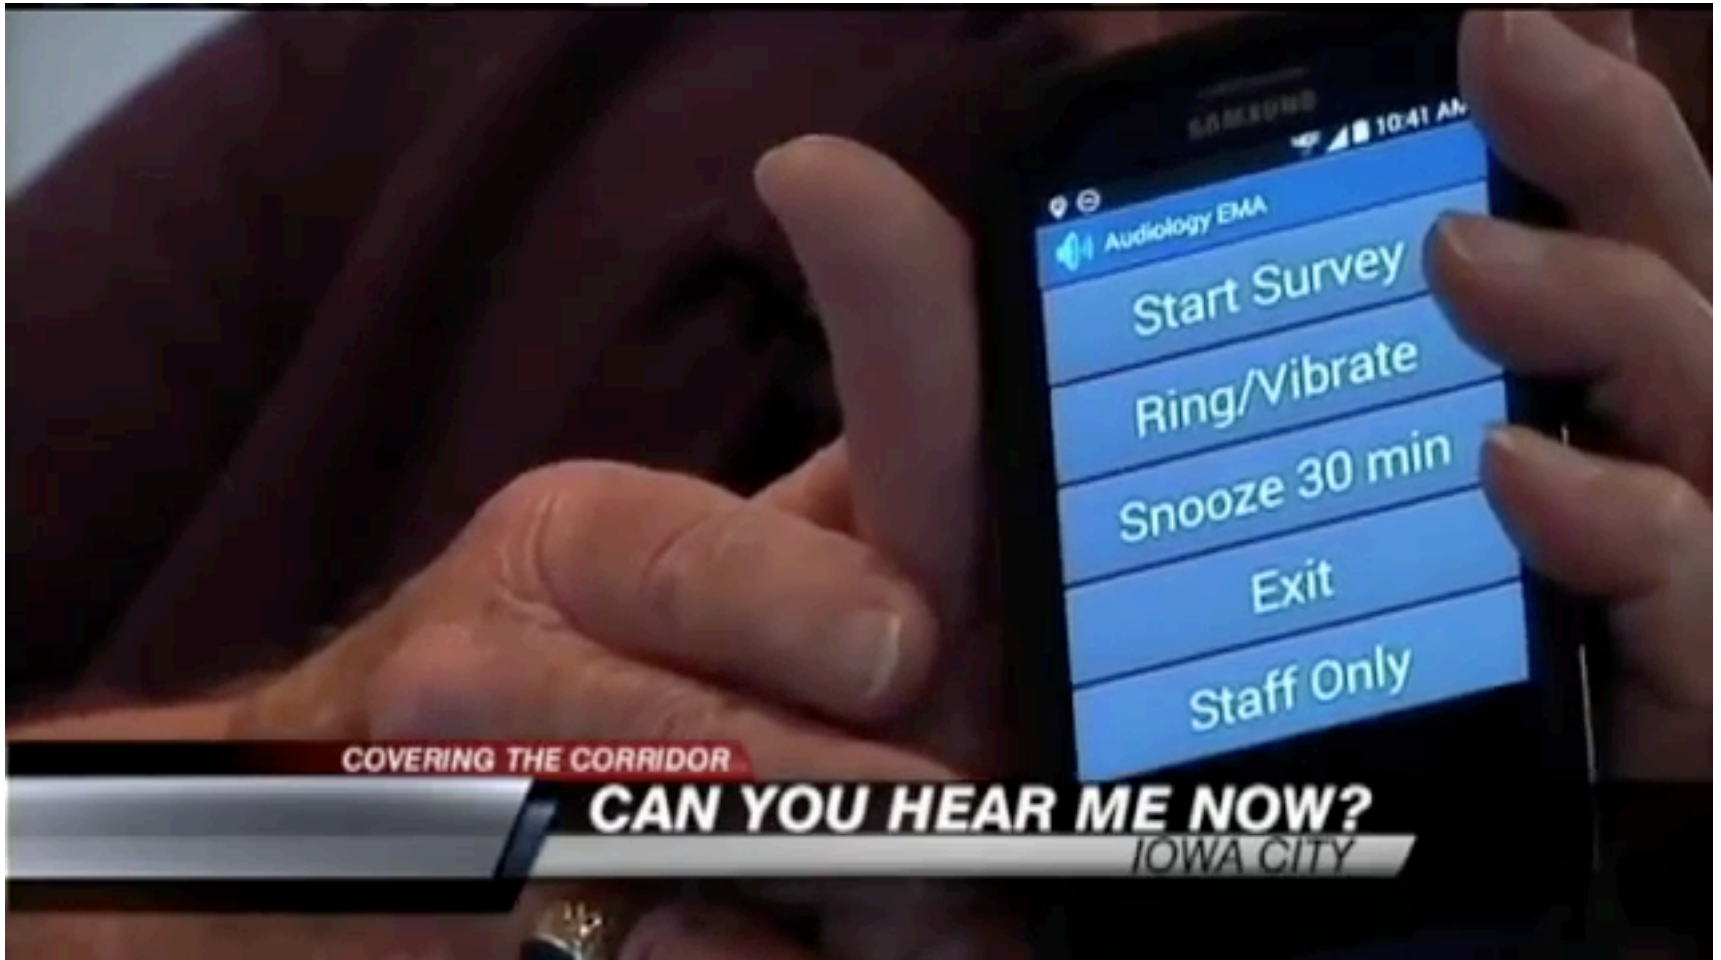 SAMSUNG
10:41 AM
Audiology EMA
Start Survey
Ring/Vibrate
Snooze 30 min
Exit
Staff Only
COVERING THE CORRIDOR
CAN YOU HEAR ME NOW?
IOWA CITY